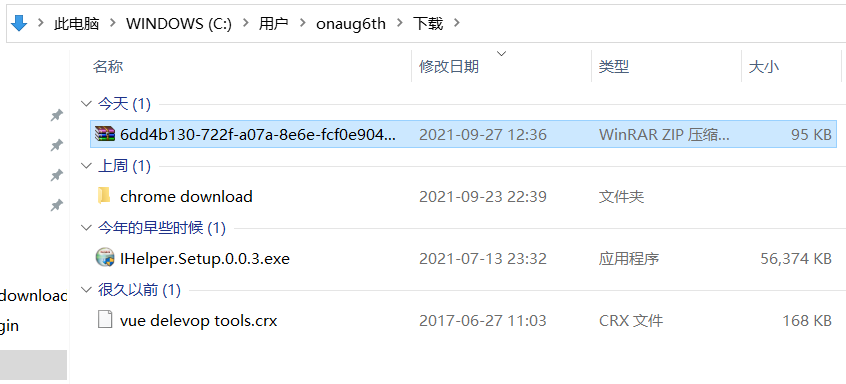 此电脑 > WINDOWS (C:) > 用户 > onaug6th > 下载 >
名称 修改日期 类型 大小
今天 (1)
6dd4b130-722f-a07a-8e6e-fcf0e904... 2021-09-27 12:36 WinRAR ZIP 压缩... 95 KB
上周 (1)
chrome download 2021-09-23 22:39 文件夹
今年的早些时候 (1)
IHelper.Setup.0.0.3.exe 2021-07-13 23:32 应用程序 56,374 KB
很久以前 (1)
download
vue delevop tools.crx 2017-06-27 11:03 CRX 文件 168 KB
gin